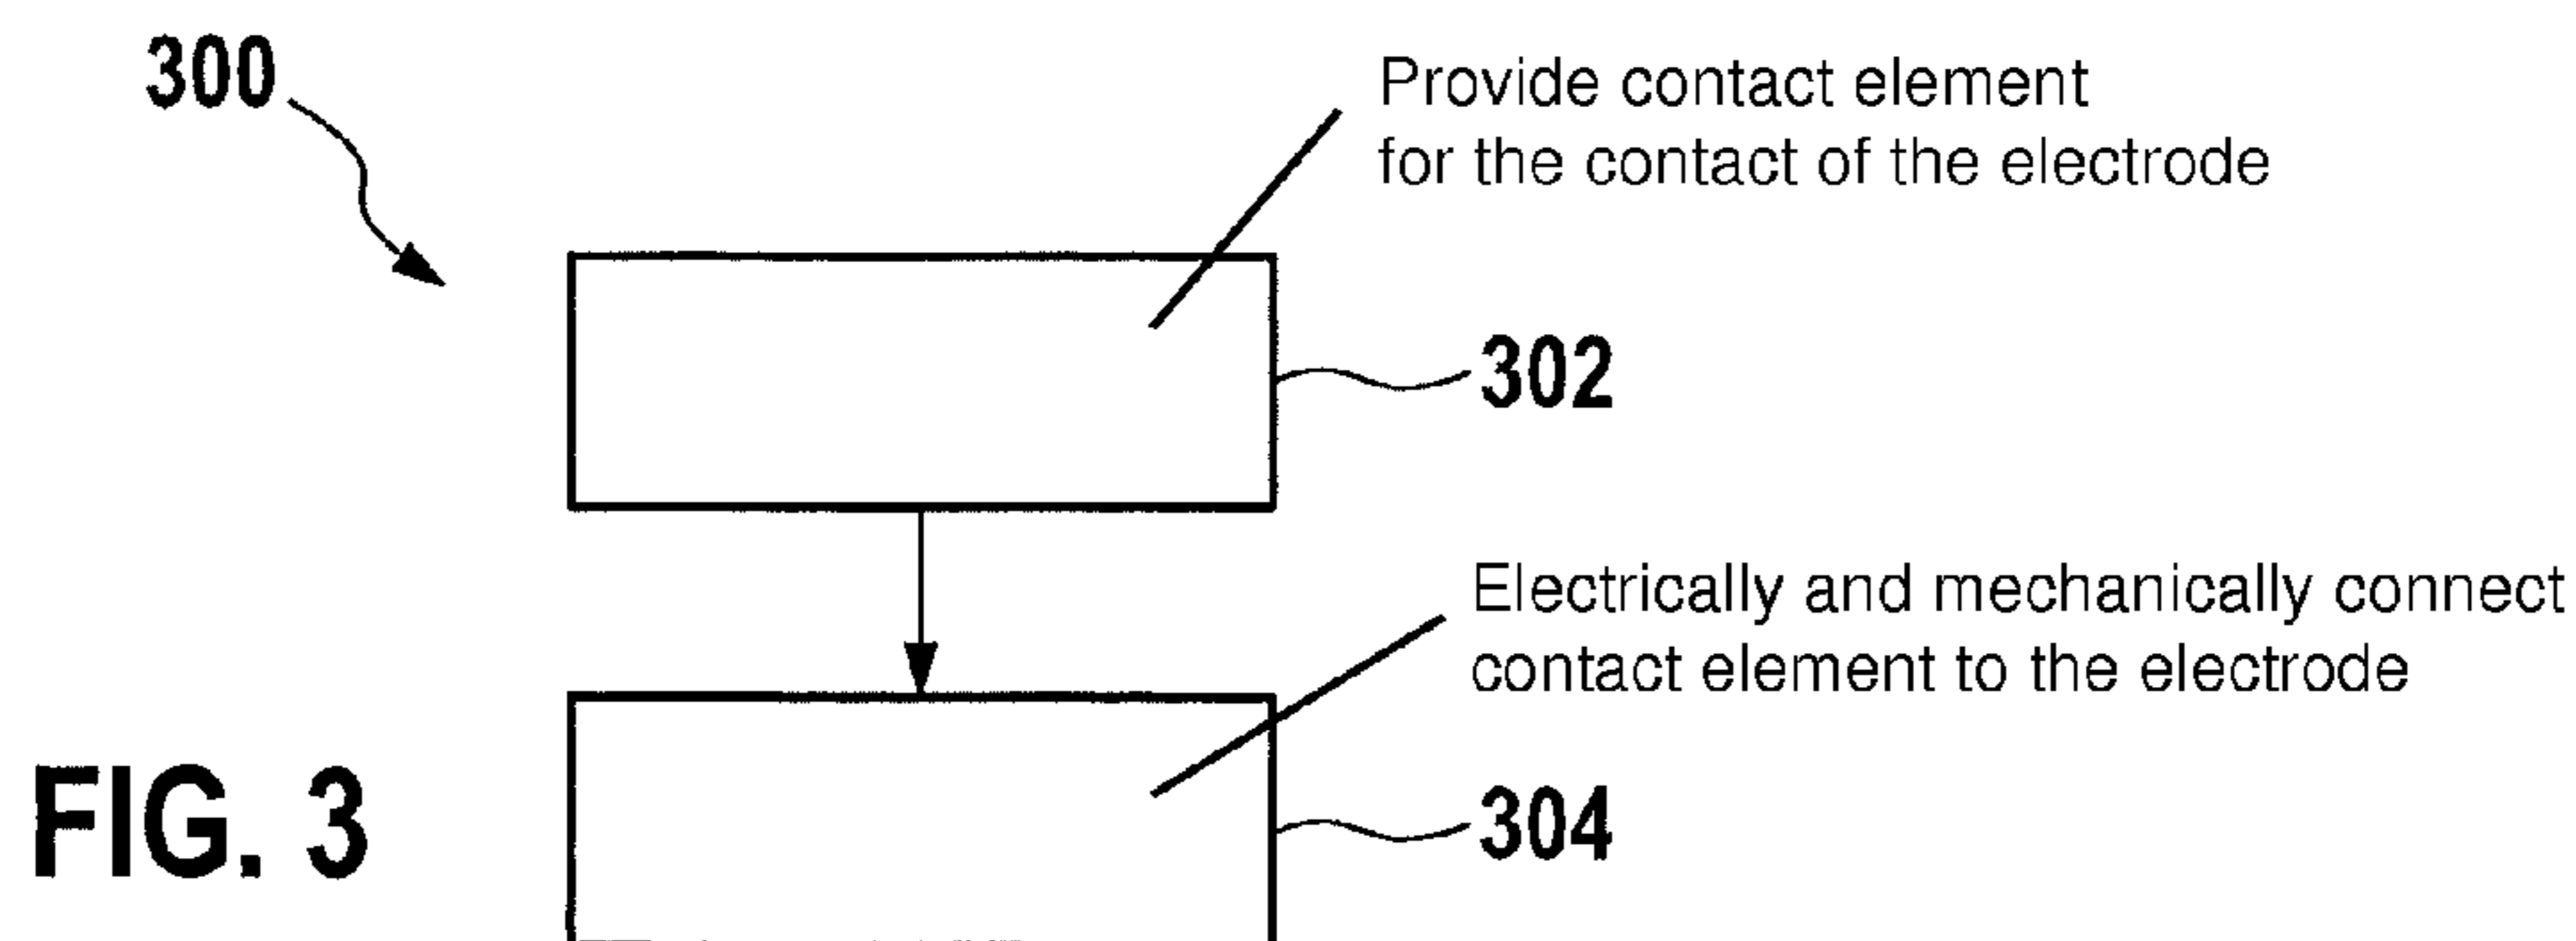 300
Provide contact element
for the contact of the electrode
302
Electrically and mechanically connect
contact element to the electrode
304
FIG. 3